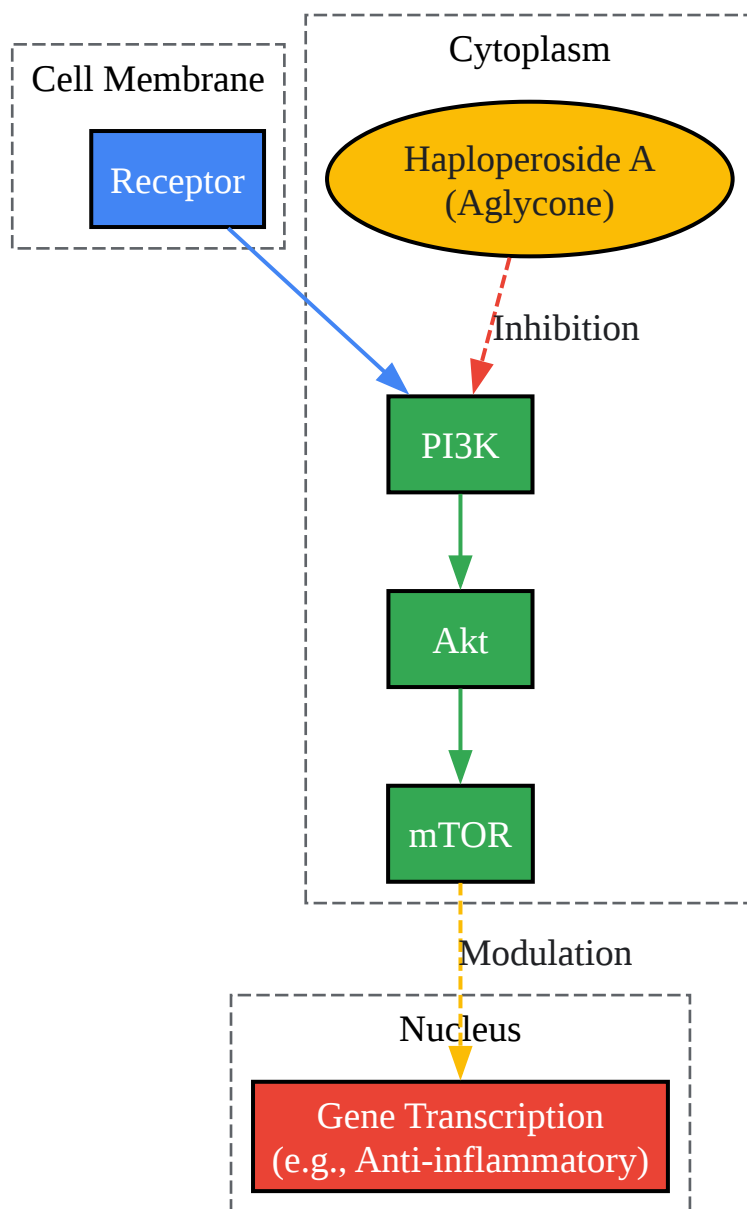 Cytoplasm
Cell Membrane
Haploperoside A
(Aglycone)
Receptor
Inhibition
PI3K
Akt
mTOR
Modulation
Nucleus
Gene Transcription
(e.g., Anti-inflammatory)